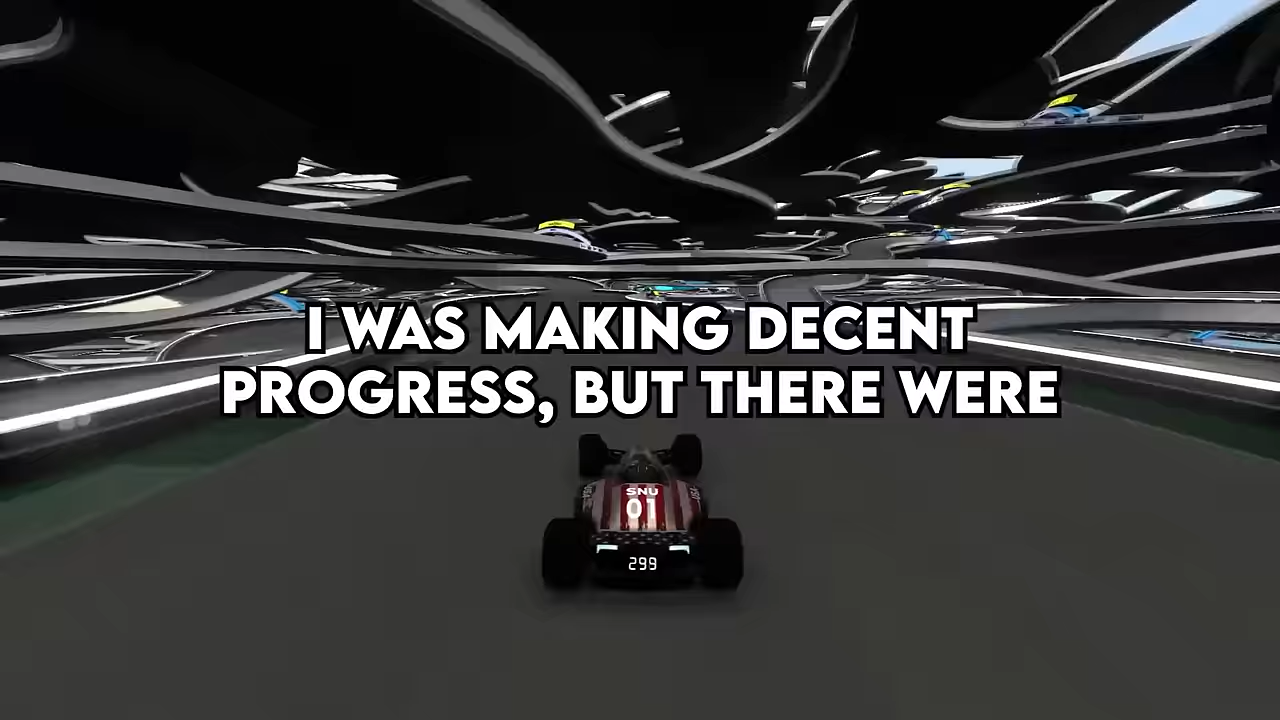 I WAS MAKING DECENT
PROGRESS, BUT THERE WERE
SNU
01
299